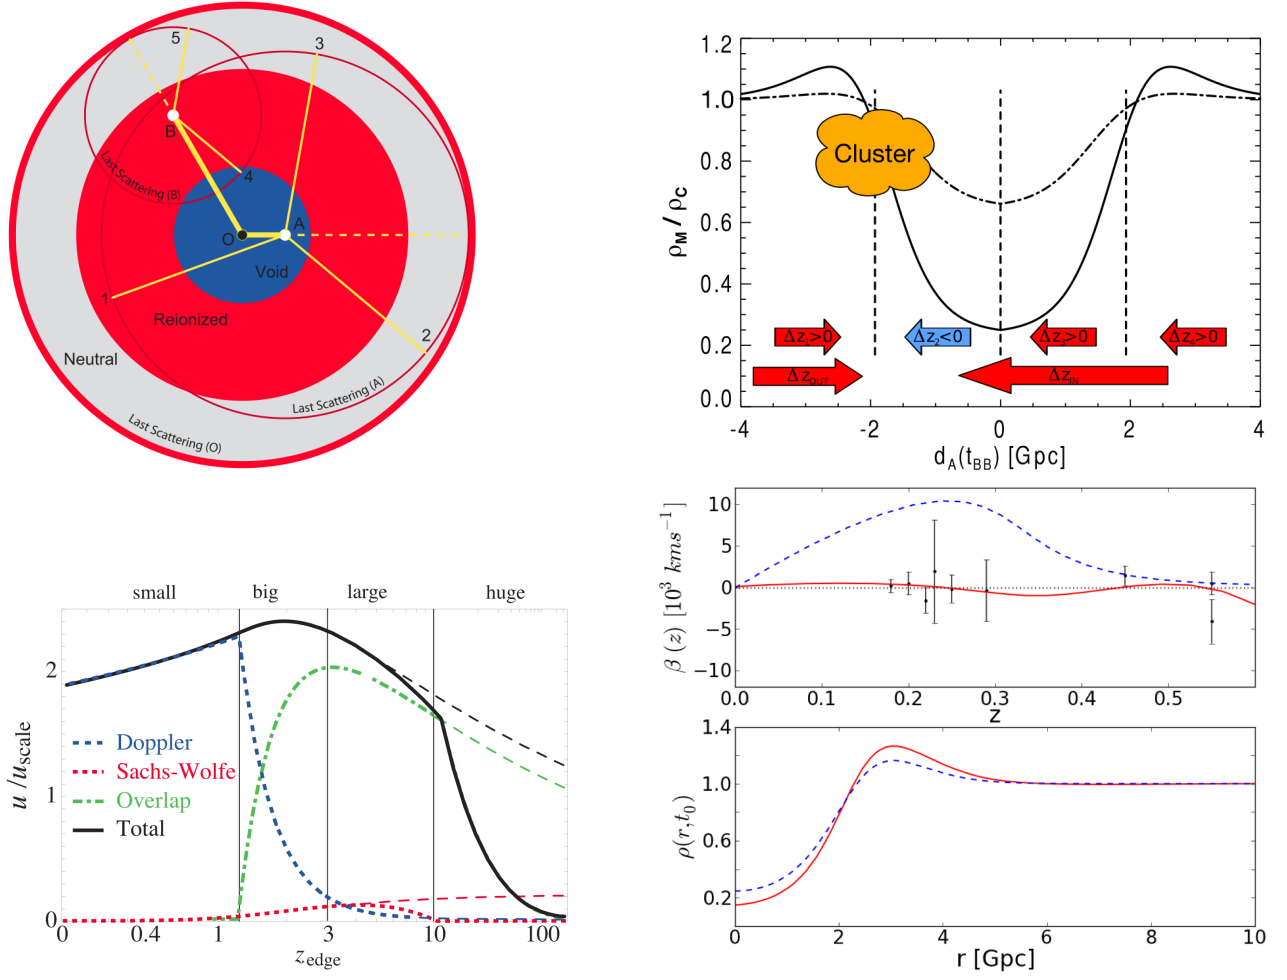 5
3
B
Last Scattering (B)
4
A
O
Void
1
Reionized
2
Neutral
Last Scattering (A)
Last Scattering (O)
1.2
1.0
0.8
0.6
0.4
0.2
0.0
ρM / ρC
Cluster
Δz1>0
Δz2<0
Δz3>0
Δz4>0
ΔzOUT
ΔzIN
-4
-2
0
2
4
dA(tBB) [Gpc]
small
big
large
huge
2
1
0
u /uscale
Doppler
Sachs-Wolfe
Overlap
Total
0
0.4
1
3
10
100
zedge
10
5
0
−5
−10
β (z) [10³ kms⁻¹]
0.0
0.1
0.2
0.3
0.4
0.5
z
1.4
1.0
0.6
0.2
ρ(r,t0)
0
2
4
6
8
10
r [Gpc]